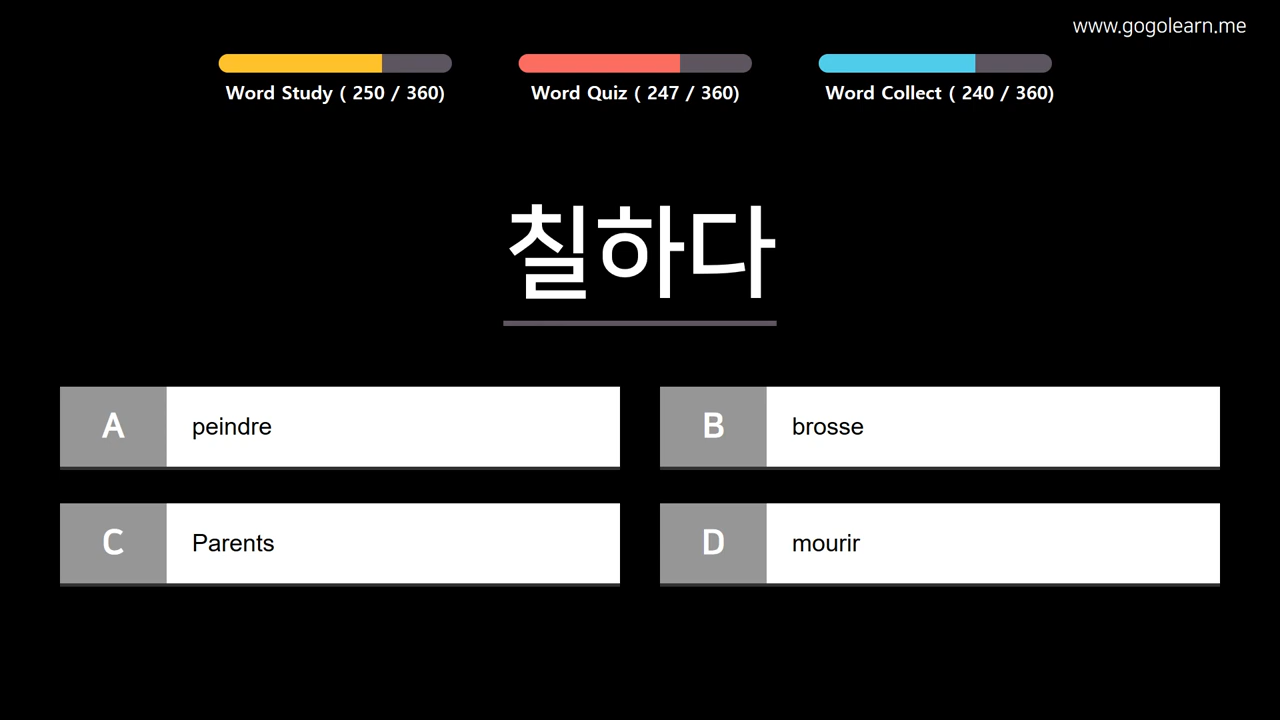 www.gogolearn.me
Word Study ( 250 / 360)
Word Quiz ( 247 / 360)
Word Collect ( 240 / 360)
칠하다
A peindre
B brosse
C Parents
D mourir